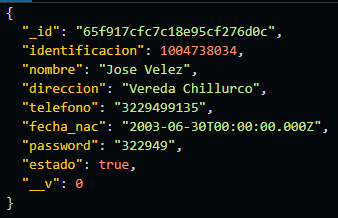 {
"_id": "65f917cfc7c18e95cf276d0c",
"identificacion": 1004738034,
"nombre": "Jose Velez",
"direccion": "Vereda Chillurco",
"telefono": "3229499135",
"fecha_nac": "2003-06-30T00:00:00.000Z",
"password": "322949",
"estado": true,
"__v": 0
}